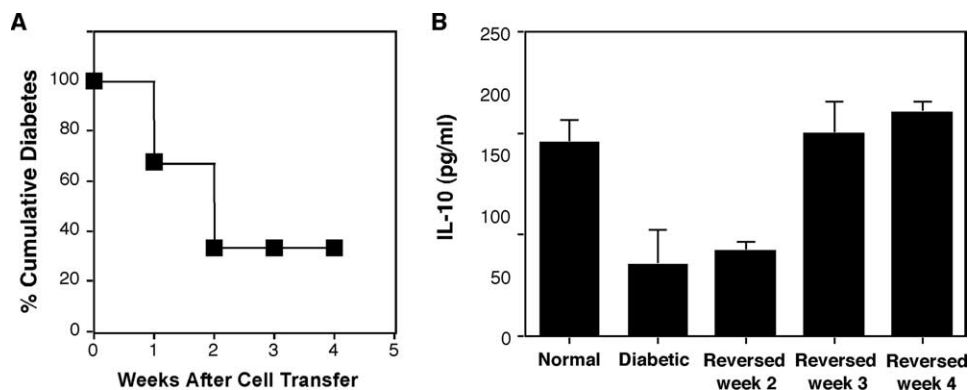 A
% Cumulative Diabetes
100
80
60
40
20
0
0 1 2 3 4 5
Weeks After Cell Transfer
B
IL-10 (pg/ml)
250
200
150
100
50
0
Normal Diabetic Reversed Reversed Reversed
week 2 week 3 week 4